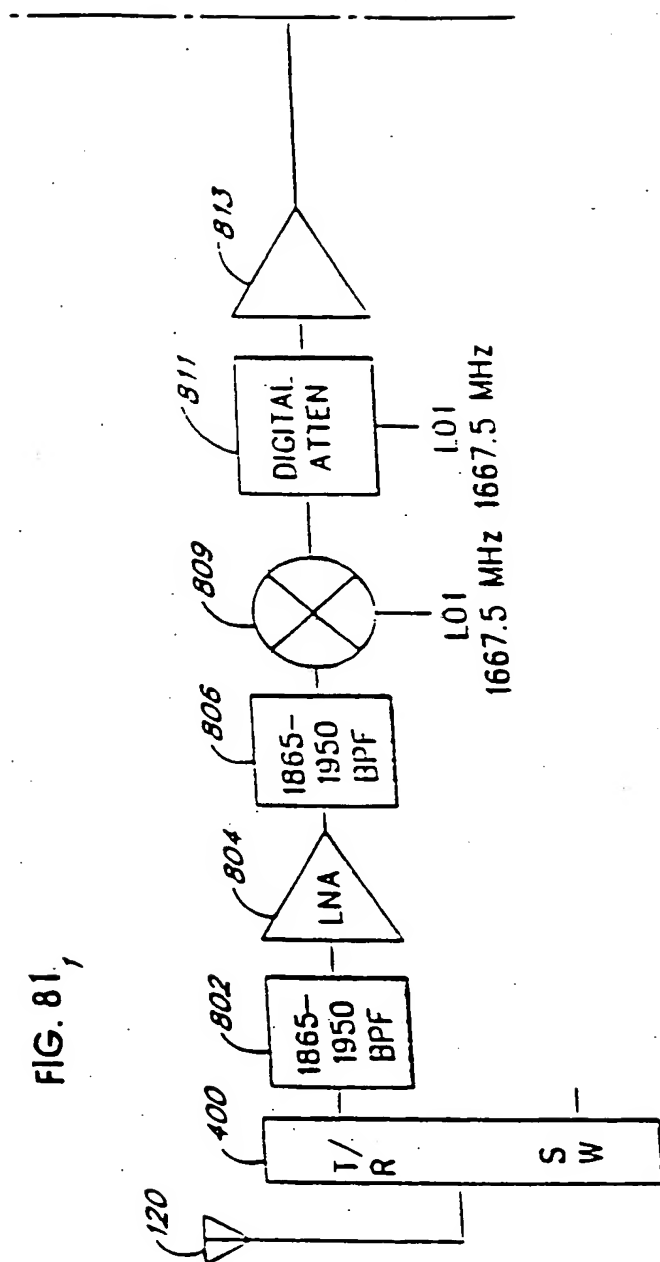 FIG. 81,
120
400
T/
R
S
W
802
1865-
1950
BPF
804
LNA
806
1865-
1950
BPF
809
LO1
1667.5 MHz
811
DIGITAL
ATTEN
LO1
1667.5 MHz
813